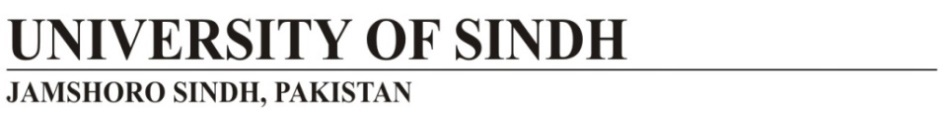 UNIVERSITY OF SINDH
JAMSHORO SINDH, PAKISTAN